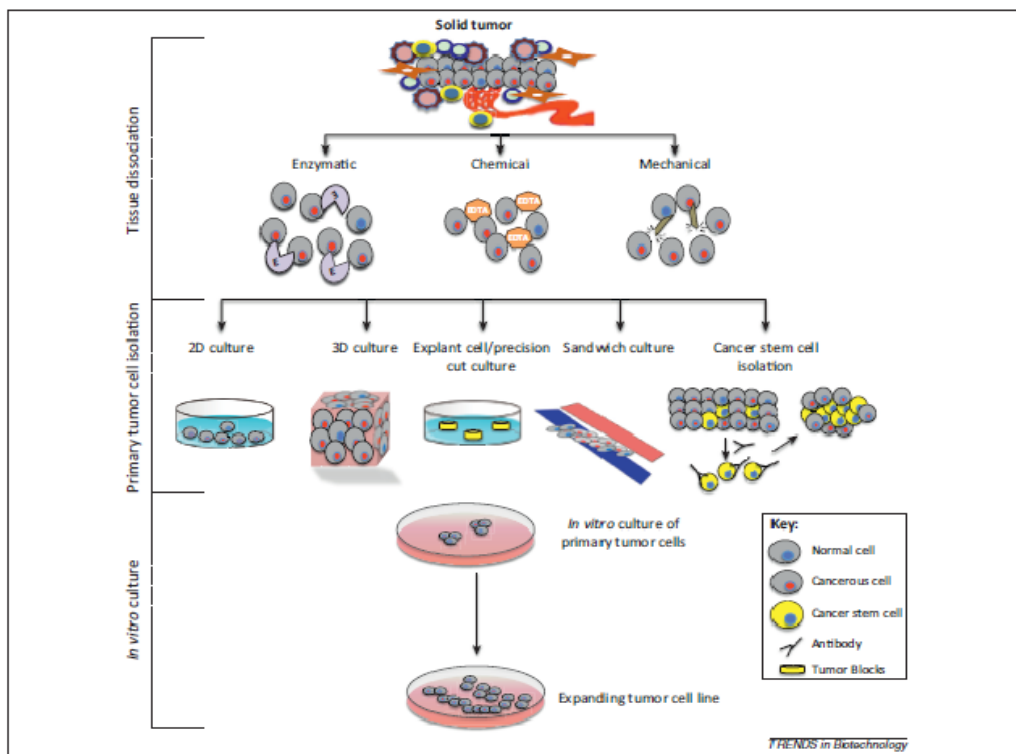 Solid tumor
Tissue dissociation
Enzymatic
Chemical
Mechanical
EDTA
EDTA
EDTA
E
E
E
Primary tumor cell isolation
2D culture
3D culture
Explant cell/precision
cut culture
Sandwich culture
Cancer stem cell
isolation
In vitro culture
In vitro culture of
primary tumor cells
Expanding tumor cell line
Key:
Normal cell
Cancerous cell
Cancer stem cell
Antibody
Tumor Blocks
TRENDS in Biotechnology